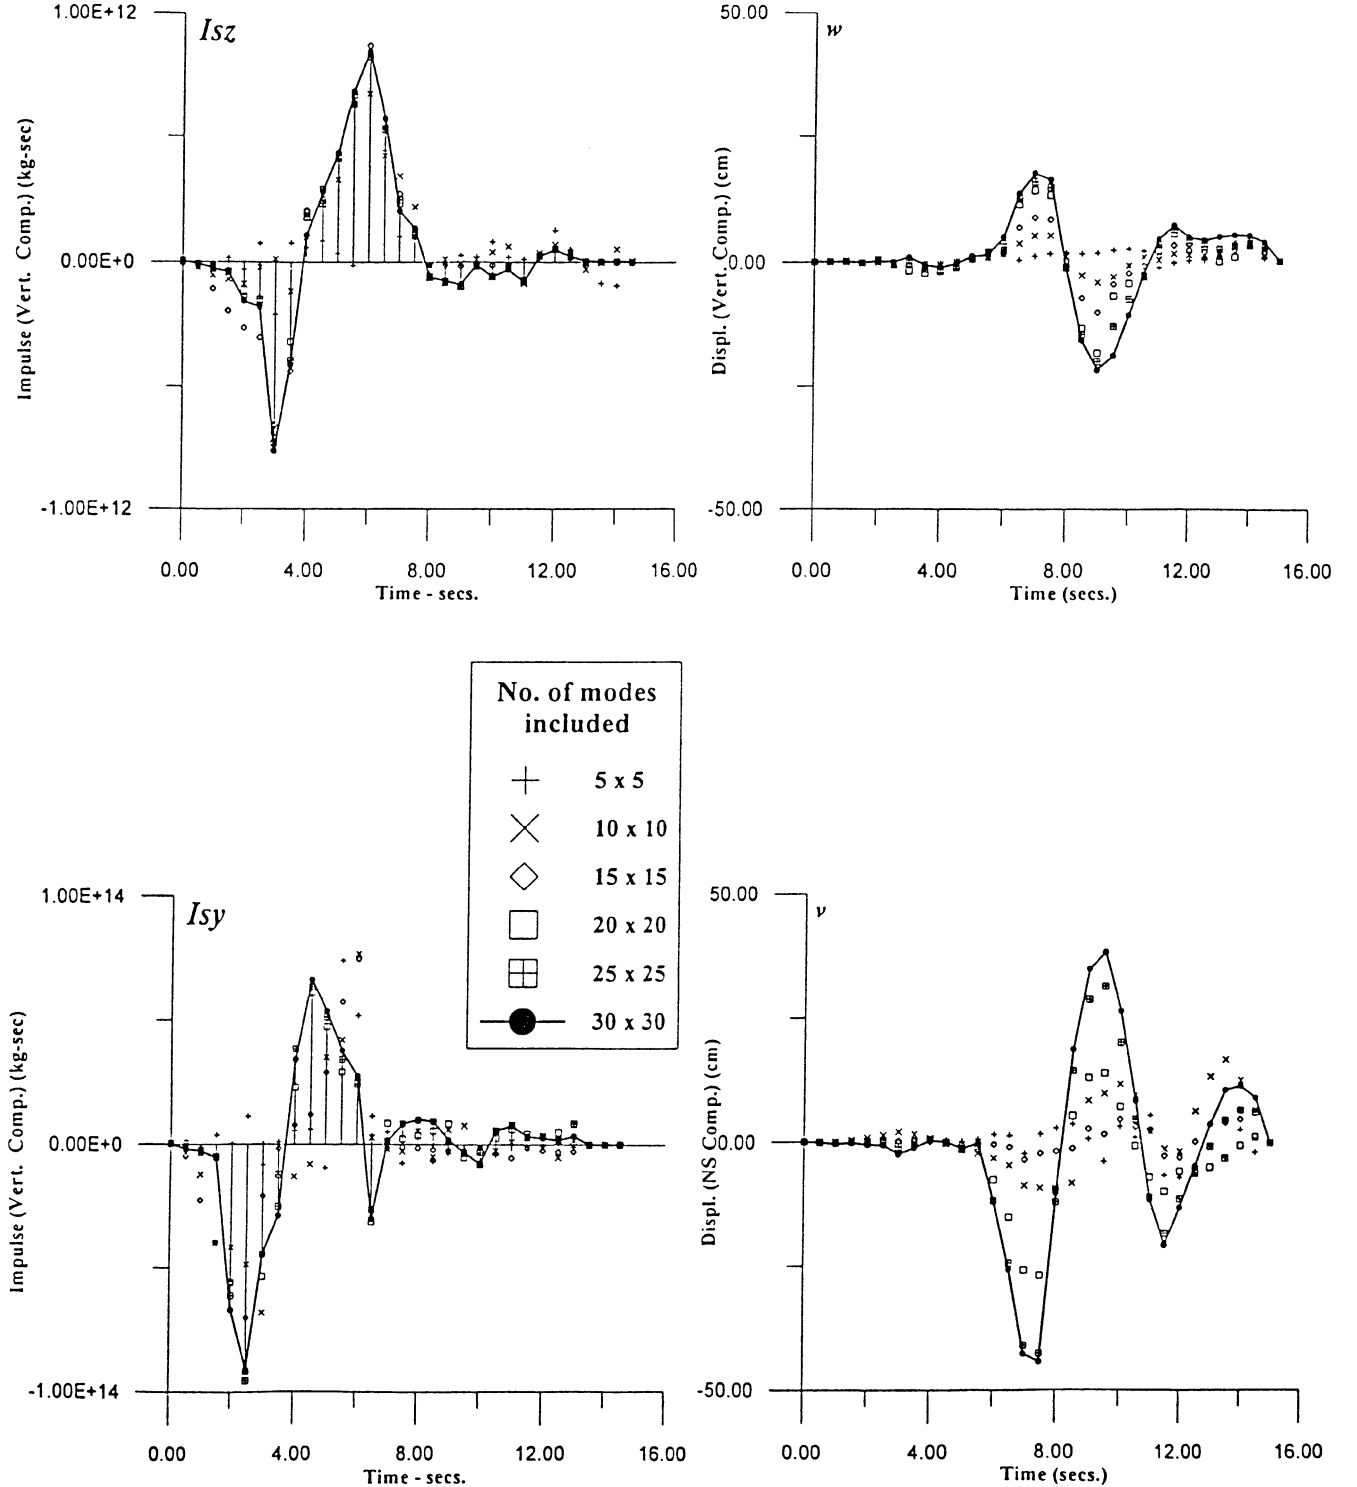 1.00E+12
Isz
0.00E+0
-1.00E+12
Impulse (Vert. Comp.) (kg-sec)
0.00 4.00 8.00 12.00 16.00
Time - secs.
50.00
w
0.00
-50.00
Displ. (Vert. Comp.) (cm)
0.00 4.00 8.00 12.00 16.00
Time (secs.)
No. of modes
included
5 x 5
10 x 10
15 x 15
20 x 20
25 x 25
30 x 30
1.00E+14
Isy
0.00E+0
-1.00E+14
Impulse (Vert. Comp.) (kg-sec)
0.00 4.00 8.00 12.00 16.00
Time - secs.
50.00
v
0.00
-50.00
Displ. (NS Comp.) (cm)
0.00 4.00 8.00 12.00 16.00
Time (secs.)